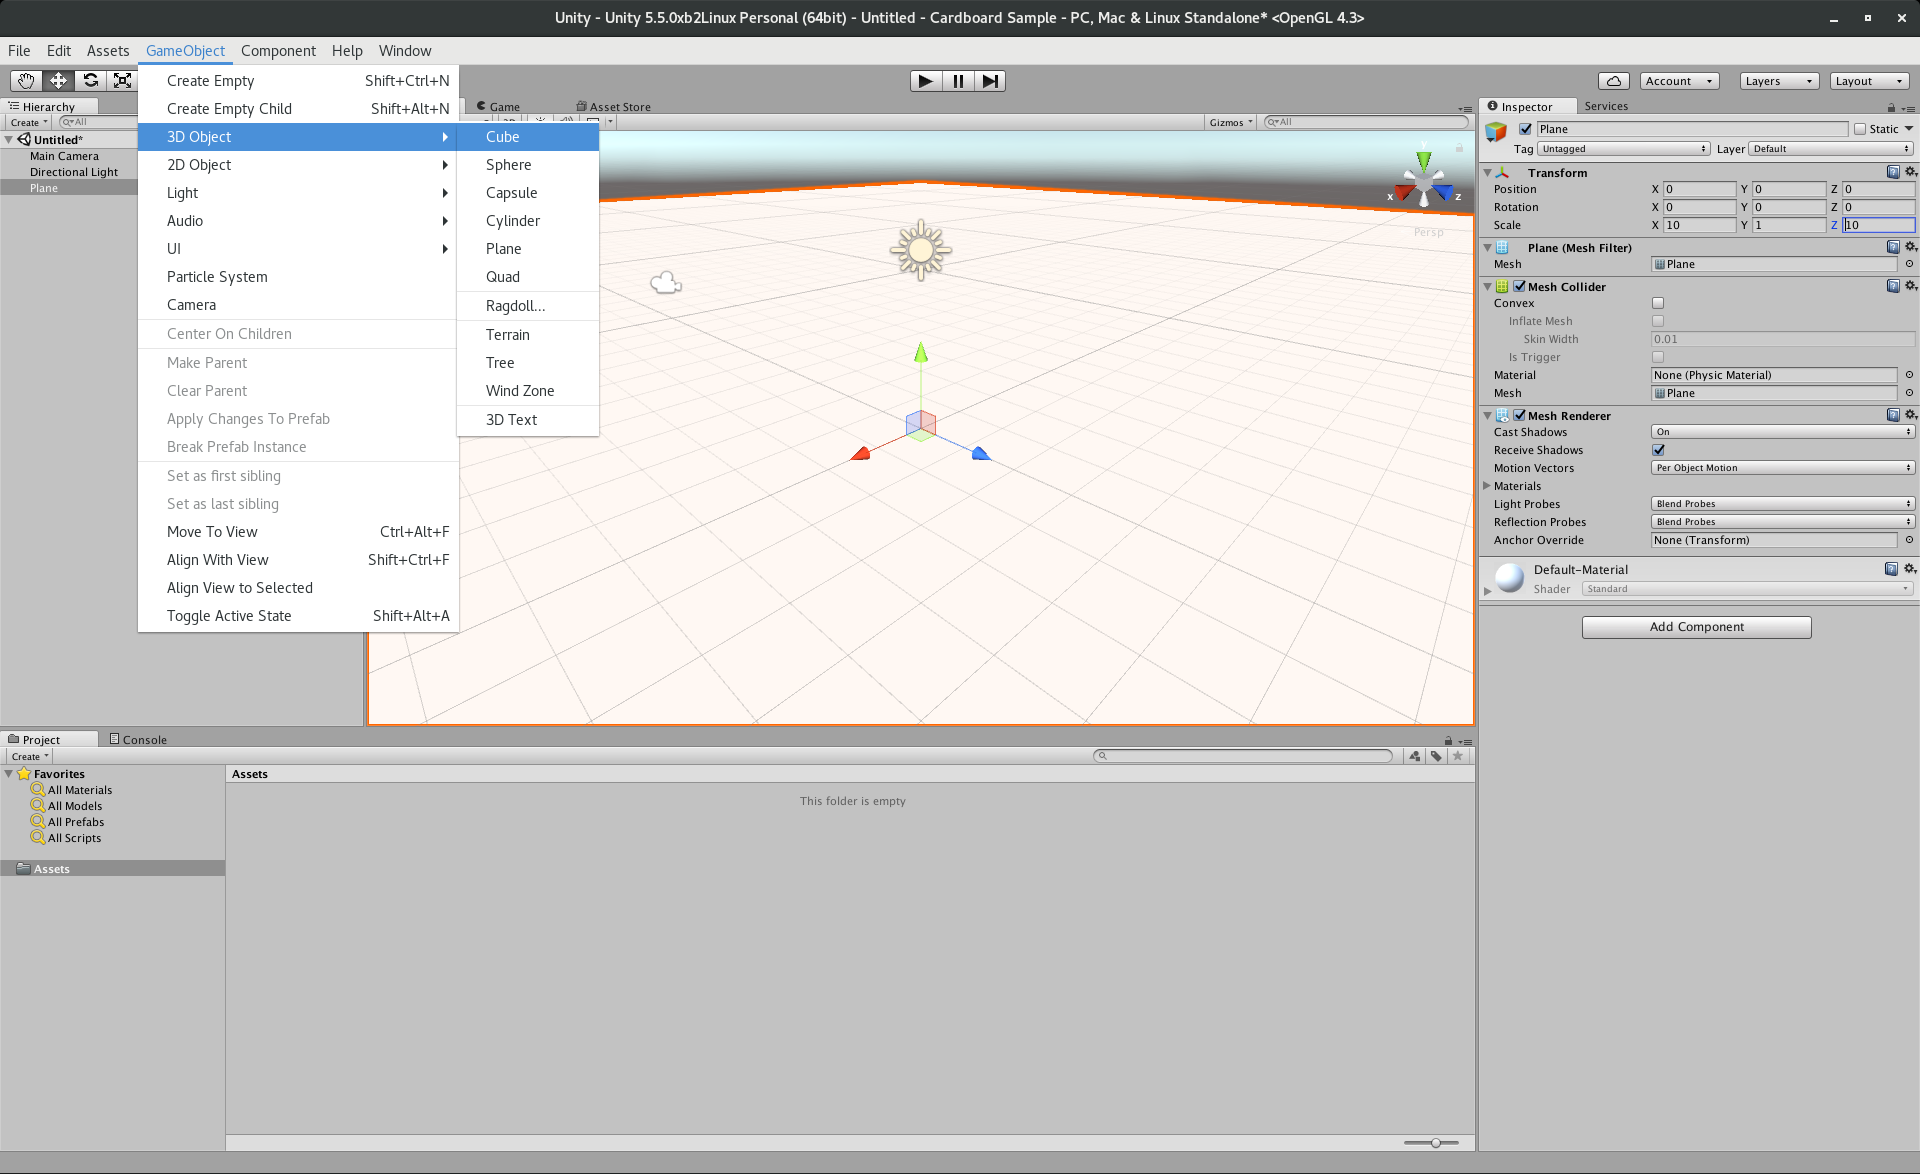 Unity - Unity 5.5.0xb2Linux Personal (64bit) - Untitled - Cardboard Sample - PC, Mac & Linux Standalone* <OpenGL 4.3>
File Edit Assets GameObject Component Help Window
Account Layers Layout
Hierarchy
Create All
Untitled*
Main Camera
Directional Light
Plane
Create Empty Shift+Ctrl+N
Create Empty Child Shift+Alt+N
3D Object
2D Object
Light
Audio
UI
Particle System
Camera
Center On Children
Make Parent
Clear Parent
Apply Changes To Prefab
Break Prefab Instance
Set as first sibling
Set as last sibling
Move To View Ctrl+Alt+F
Align With View Shift+Ctrl+F
Align View to Selected
Toggle Active State Shift+Alt+A
Cube
Sphere
Capsule
Cylinder
Plane
Quad
Ragdoll...
Terrain
Tree
Wind Zone
3D Text
Game Asset Store
Gizmos All
y
x z
Persp
Inspector Services
Plane Static
Tag Untagged Layer Default
Transform
Position X 0 Y 0 Z 0
Rotation X 0 Y 0 Z 0
Scale X 10 Y 1 Z 10
Plane (Mesh Filter)
Mesh Plane
Mesh Collider
Convex
Inflate Mesh
Skin Width 0.01
Is Trigger
Material None (Physic Material)
Mesh Plane
Mesh Renderer
Cast Shadows On
Receive Shadows
Motion Vectors Per Object Motion
Materials
Light Probes Blend Probes
Reflection Probes Blend Probes
Anchor Override None (Transform)
Default-Material
Shader Standard
Add Component
Project Console
Create
Favorites
All Materials
All Models
All Prefabs
All Scripts
Assets
Assets
This folder is empty